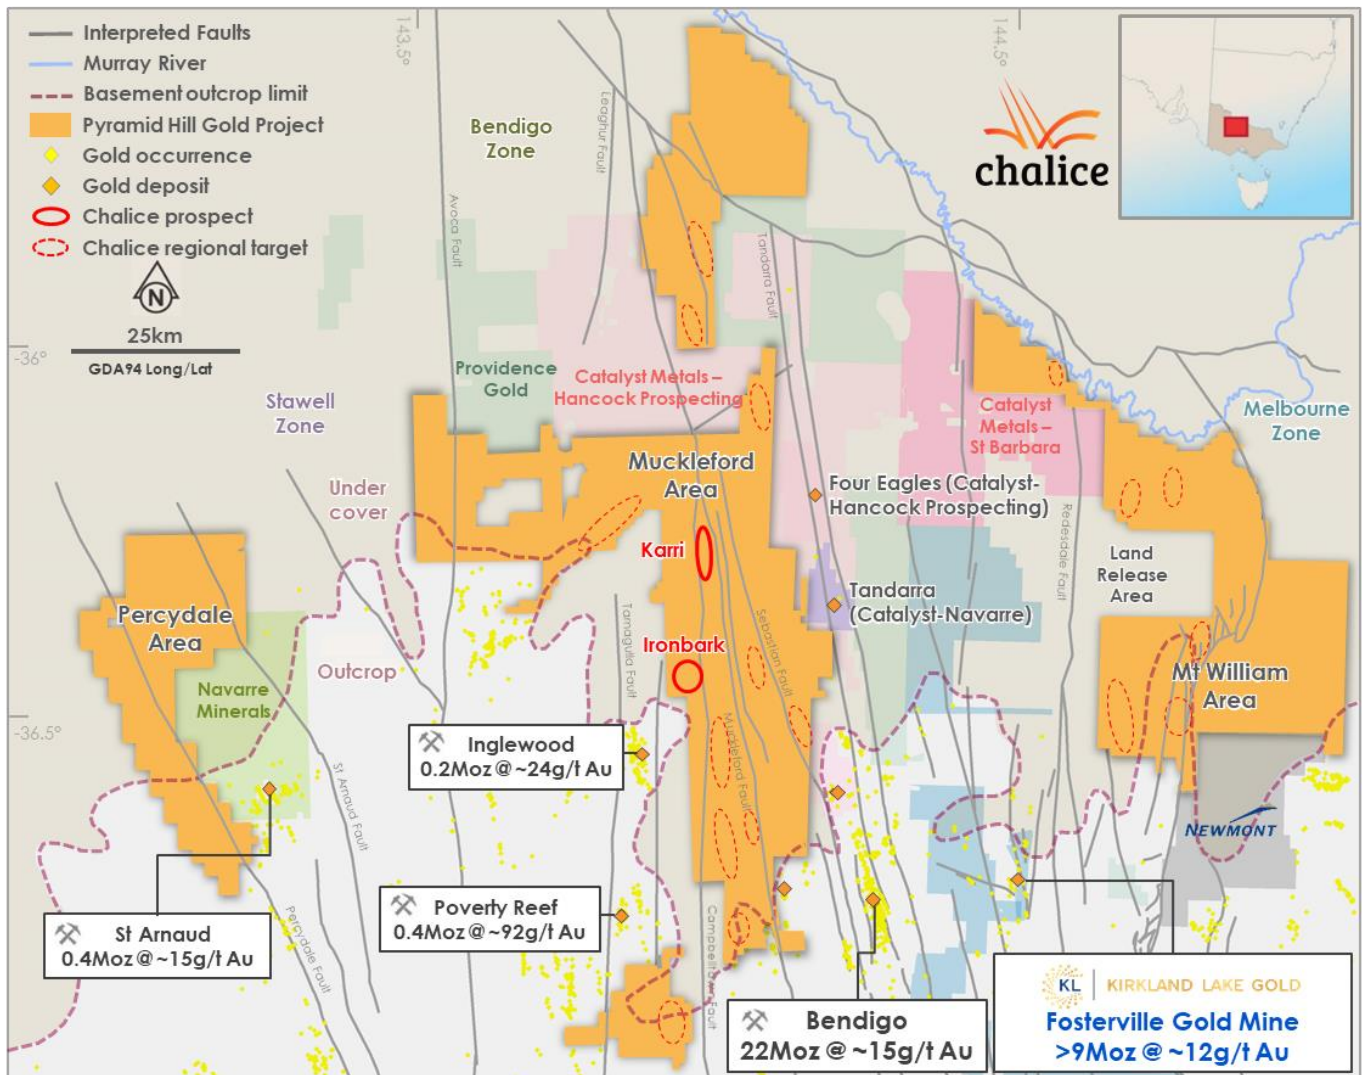 Interpreted Faults
Murray River
Basement outcrop limit
Pyramid Hill Gold Project
Gold occurrence
Gold deposit
Chalice prospect
Chalice regional target
N
25km
GDA94 Long/Lat
143.5°
144.5°
-36°
-36.5°
chalice
Bendigo
Zone
Leaghur Fault
Avoca Fault
Tandarra Fault
Providence
Gold
Catalyst Metals –
Hancock Prospecting
Stawell
Zone
Catalyst
Metals –
St Barbara
Melbourne
Zone
Muckleford
Area
Under
cover
Four Eagles (Catalyst-
Hancock Prospecting)
Redesdale Fault
Karri
Land
Release
Area
Percydale
Area
Tandarra
(Catalyst-Navarre)
Tarnagulla Fault
Sebastian Fault
Ironbark
Outcrop
Navarre
Minerals
Mt William
Area
Muckleford Fault
Inglewood
0.2Moz @ ~24g/t Au
St Arnaud Fault
NEWMONT
Poverty Reef
0.4Moz @ ~92g/t Au
St Arnaud
0.4Moz @ ~15g/t Au
Percydale Fault
Campbelltown Fault
Bendigo
22Moz @ ~15g/t Au
KL
KIRKLAND LAKE GOLD
Fosterville Gold Mine
>9Moz @ ~12g/t Au